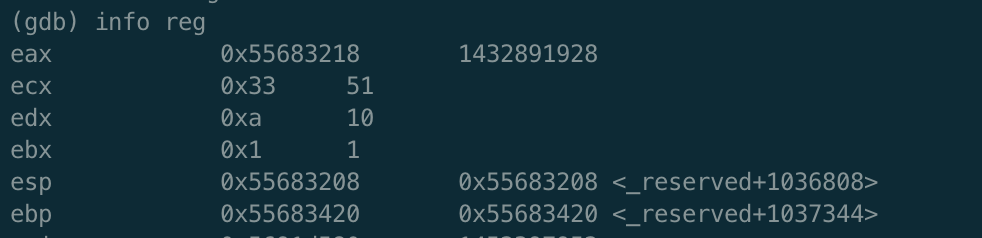 (gdb) info reg
eax 0x55683218 1432891928
ecx 0x33 51
edx 0xa 10
ebx 0x1 1
esp 0x55683208 0x55683208 <_reserved+1036808>
ebp 0x55683420 0x55683420 <_reserved+1037344>